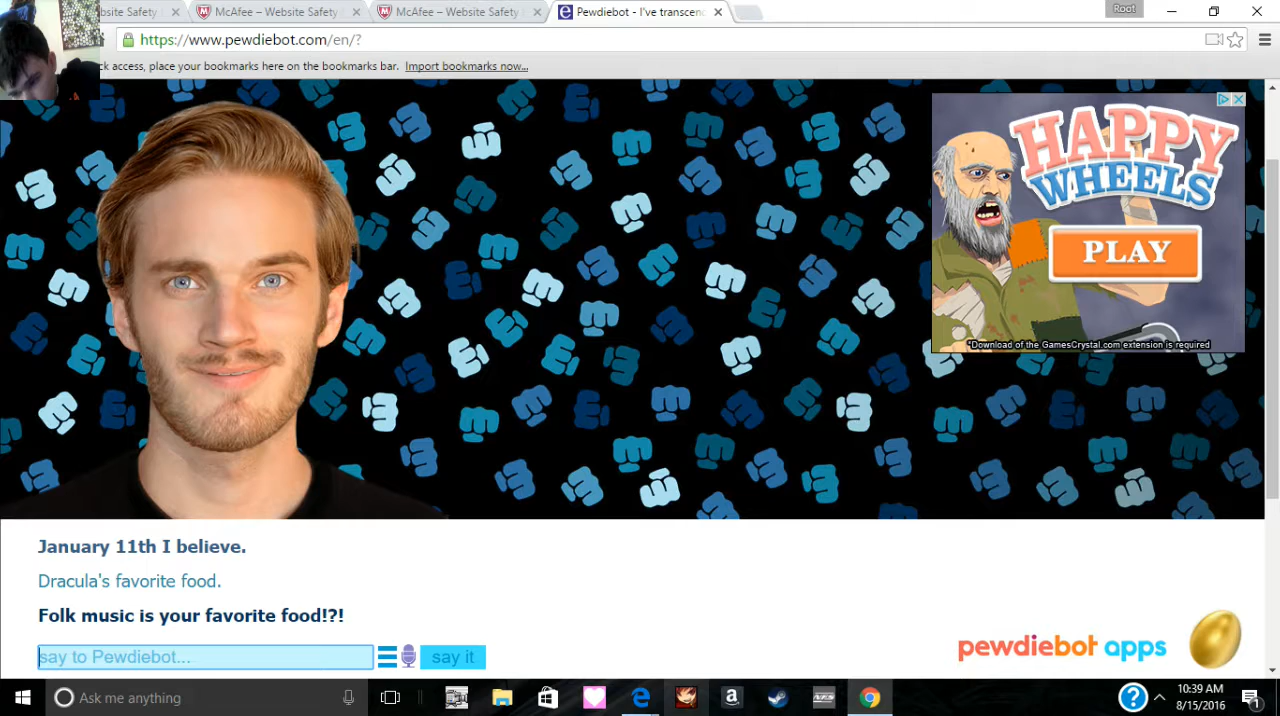 bsite Safety
McAfee – Website Safety
McAfee – Website Safety
Pewdiebot - I've transcenc
Root
https://www.pewdiebot.com/en/?
ck access, place your bookmarks here on the bookmarks bar. Import bookmarks now...
HAPPY
WHEELS
PLAY
*Download of the GamesCrystal.com extension is required
January 11th I believe.
Dracula's favorite food.
Folk music is your favorite food!?!
say to Pewdiebot...
say it
pewdiebot apps
Ask me anything
10:39 AM
8/15/2016
1